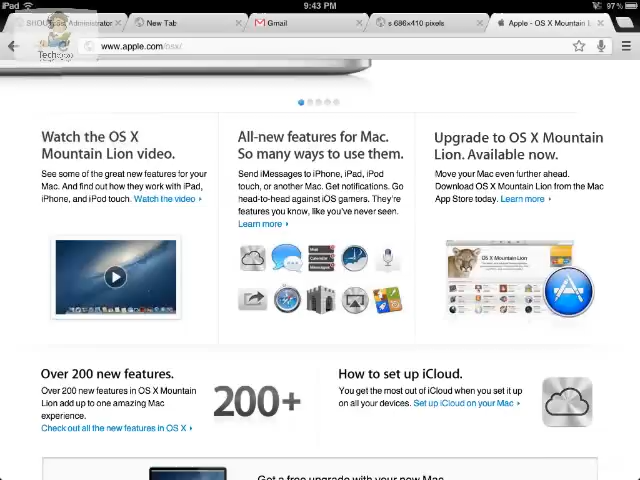 iPad
9:43 PM
97%
SHOUTcast Administrator
New Tab
Gmail
s 686×410 pixels
Apple - OS X Mountain L
www.apple.com/osx/
Watch the OS X
Mountain Lion video.
See some of the great new features for your
Mac. And find out how they work with iPad,
iPhone, and iPod touch. Watch the video ›
All-new features for Mac.
So many ways to use them.
Send iMessages to iPhone, iPad, iPod
touch, or another Mac. Get notifications. Go
head-to-head against iOS gamers. They're
features you know, like you've never seen.
Learn more ›
Upgrade to OS X Mountain
Lion. Available now.
Move your Mac even further ahead.
Download OS X Mountain Lion from the Mac
App Store today. Learn more ›
Mail
Calendar
Messages
OS X Mountain Lion
Over 200 new features.
Over 200 new features in OS X Mountain
Lion add up to one amazing Mac
experience.
Check out all the new features in OS X ›
200+
How to set up iCloud.
You get the most out of iCloud when you set it up
on all your devices. Set up iCloud on your Mac ›
Get a free upgrade with your new Mac